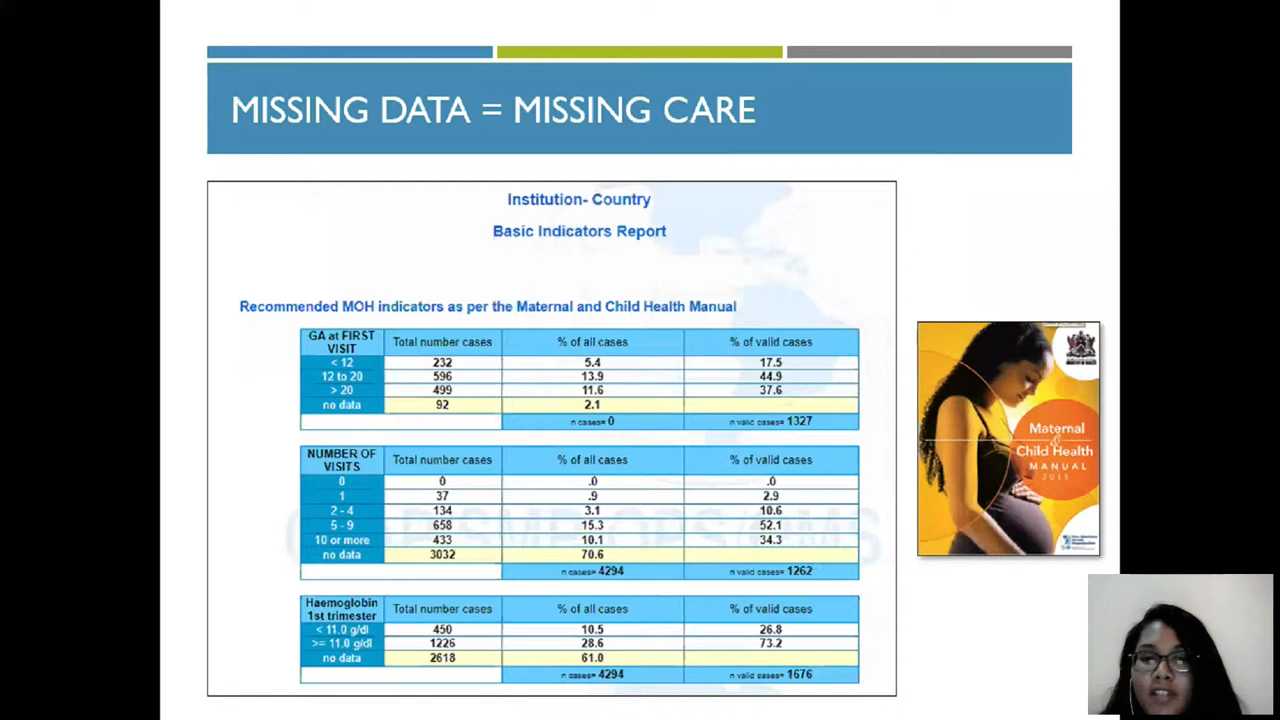 MISSING DATA = MISSING CARE
Institution- Country
Basic Indicators Report
Recommended MOH indicators as per the Maternal and Child Health Manual
GA at FIRST VISIT Total number cases % of all cases % of valid cases
< 12 232 5.4 17.5
12 to 20 596 13.9 44.9
> 20 499 11.6 37.6
no data 92 2.1
n cases= 0 n valid cases= 1327
NUMBER OF VISITS Total number cases % of all cases % of valid cases
0 0 .0 .0
1 37 .9 2.9
2 - 4 134 3.1 10.6
5 - 9 658 15.3 52.1
10 or more 433 10.1 34.3
no data 3032 70.6
n cases= 4294 n valid cases= 1262
Haemoglobin 1st trimester Total number cases % of all cases % of valid cases
< 11.0 g/dl 450 10.5 26.8
>= 11.0 g/dl 1226 28.6 73.2
no data 2618 61.0
n cases= 4294 n valid cases= 1676
Maternal
&
Child Health
MANUAL
2015